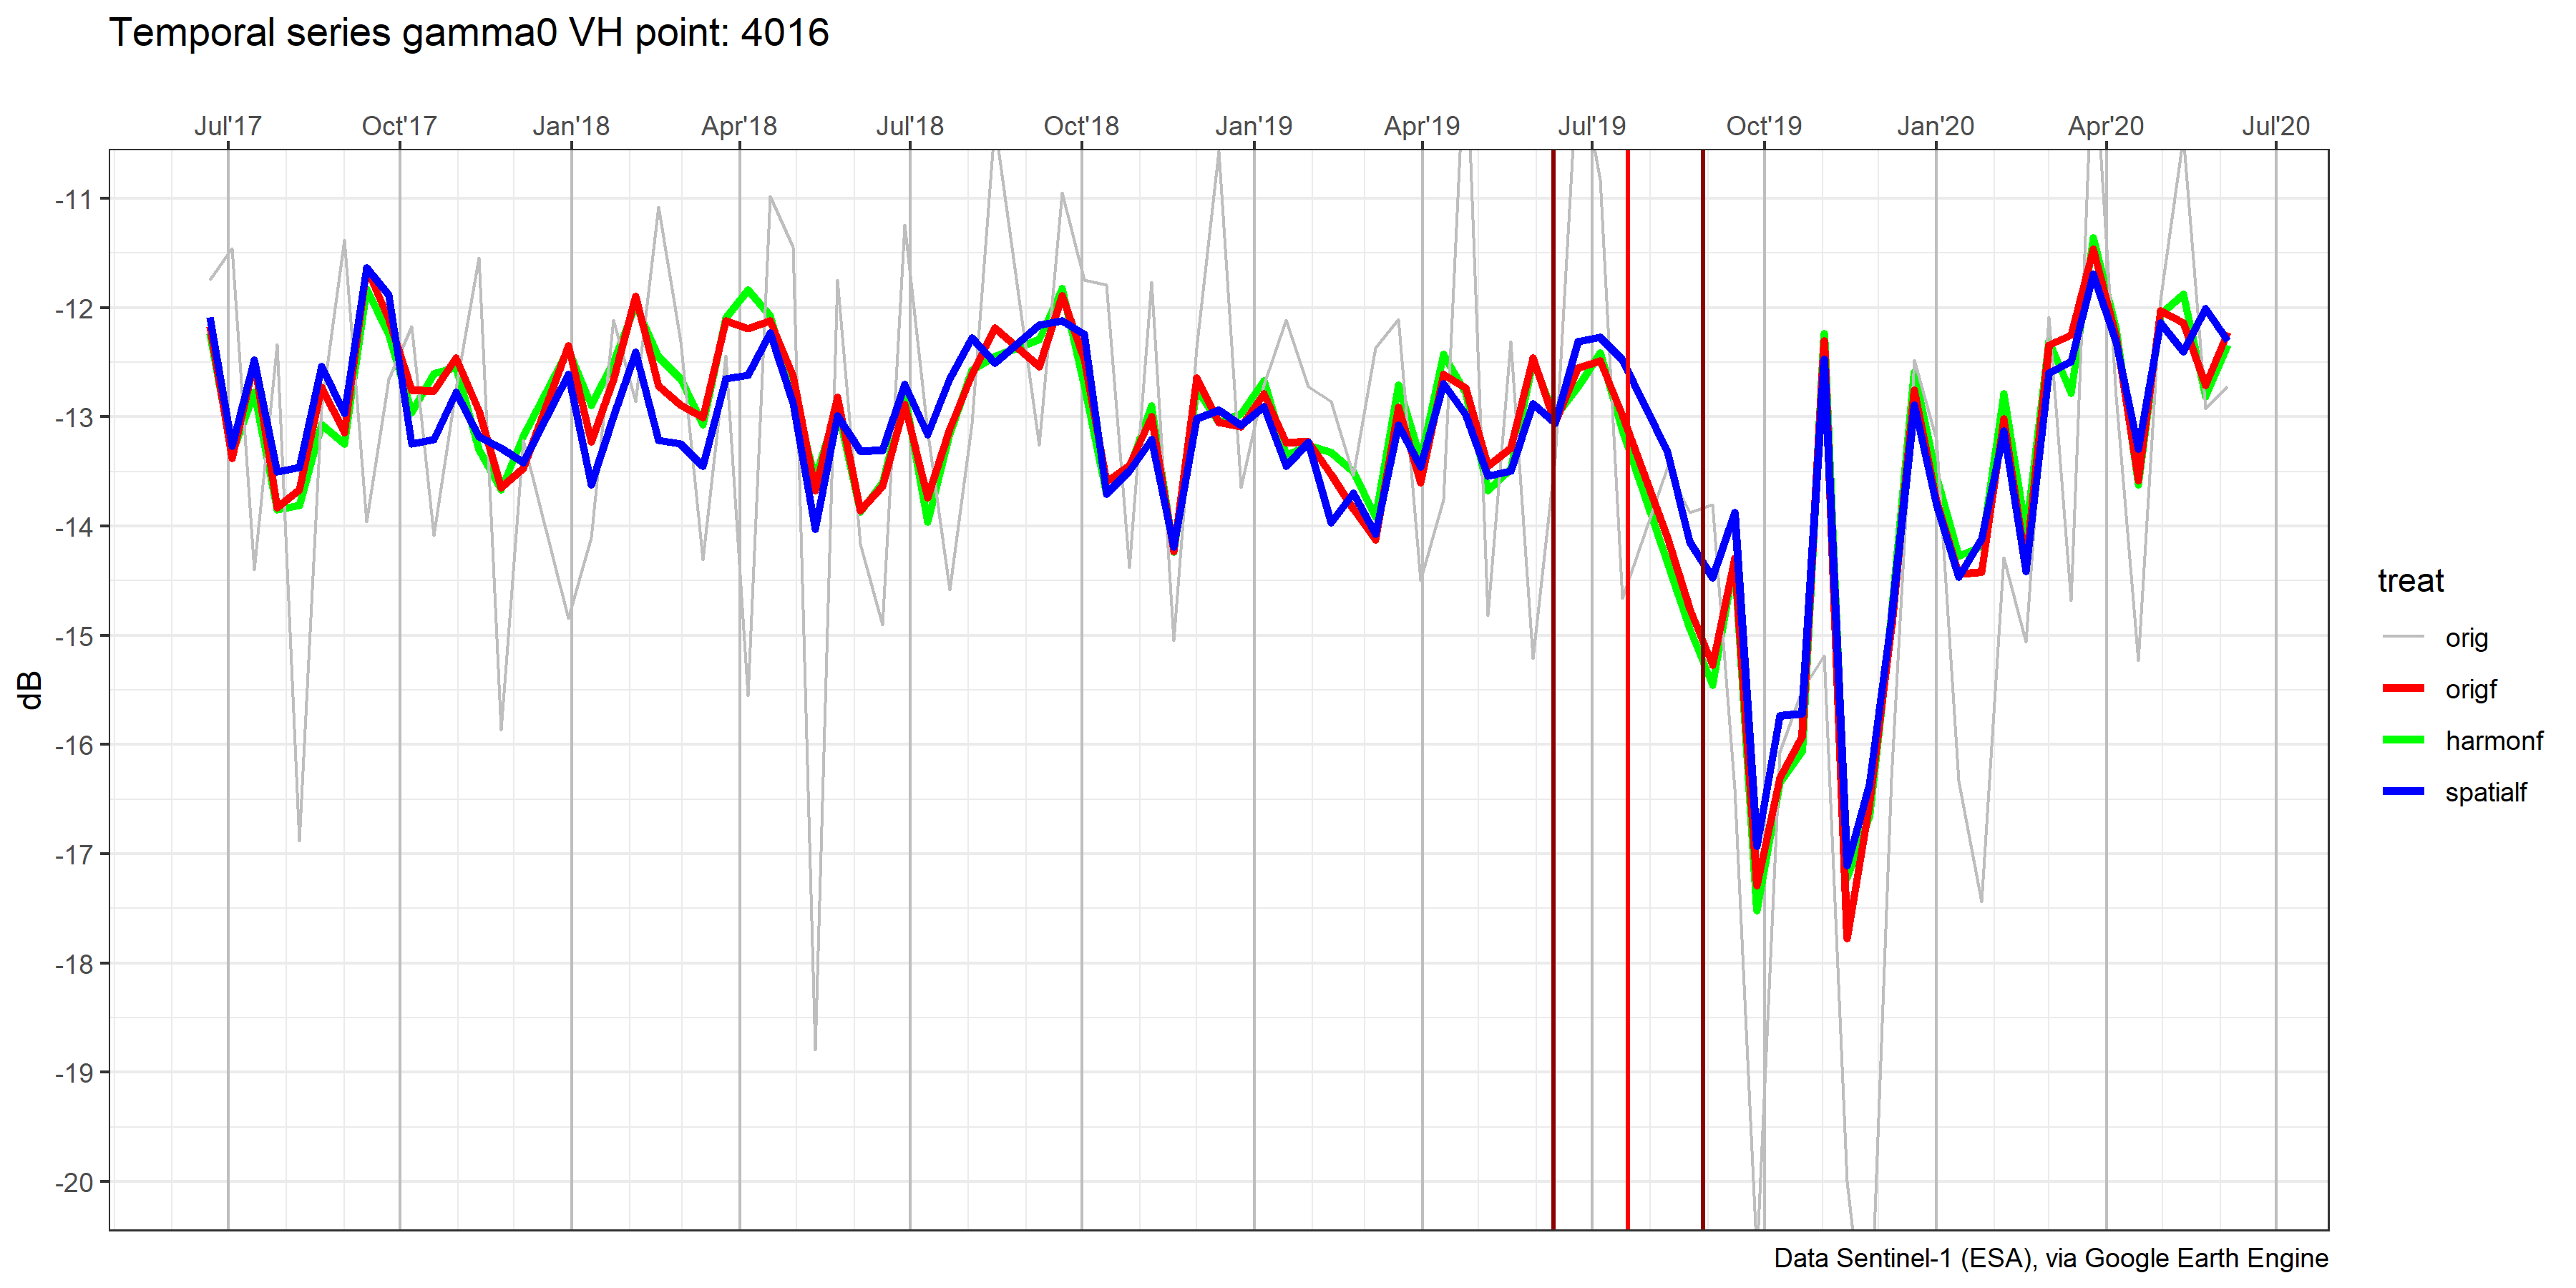 Temporal series gamma0 VH point: 4016
Jul'17 Oct'17 Jan'18 Apr'18 Jul'18 Oct'18 Jan'19 Apr'19 Jul'19 Oct'19 Jan'20 Apr'20 Jul'20
-11
-12
-13
-14
-15
-16
-17
-18
-19
-20
dB
treat
orig
origf
harmonf
spatialf
Data Sentinel-1 (ESA), via Google Earth Engine